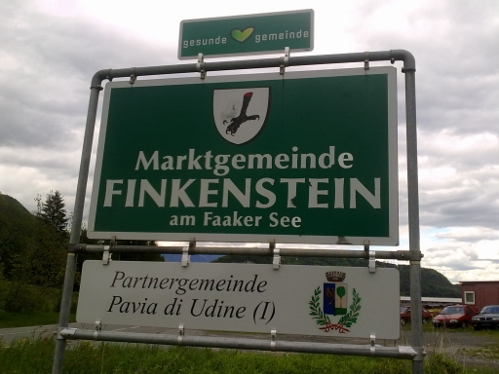 gesunde gemeinde
Marktgemeinde
FINKENSTEIN
am Faaker See
Partnergemeinde
Pavia di Udine (I)